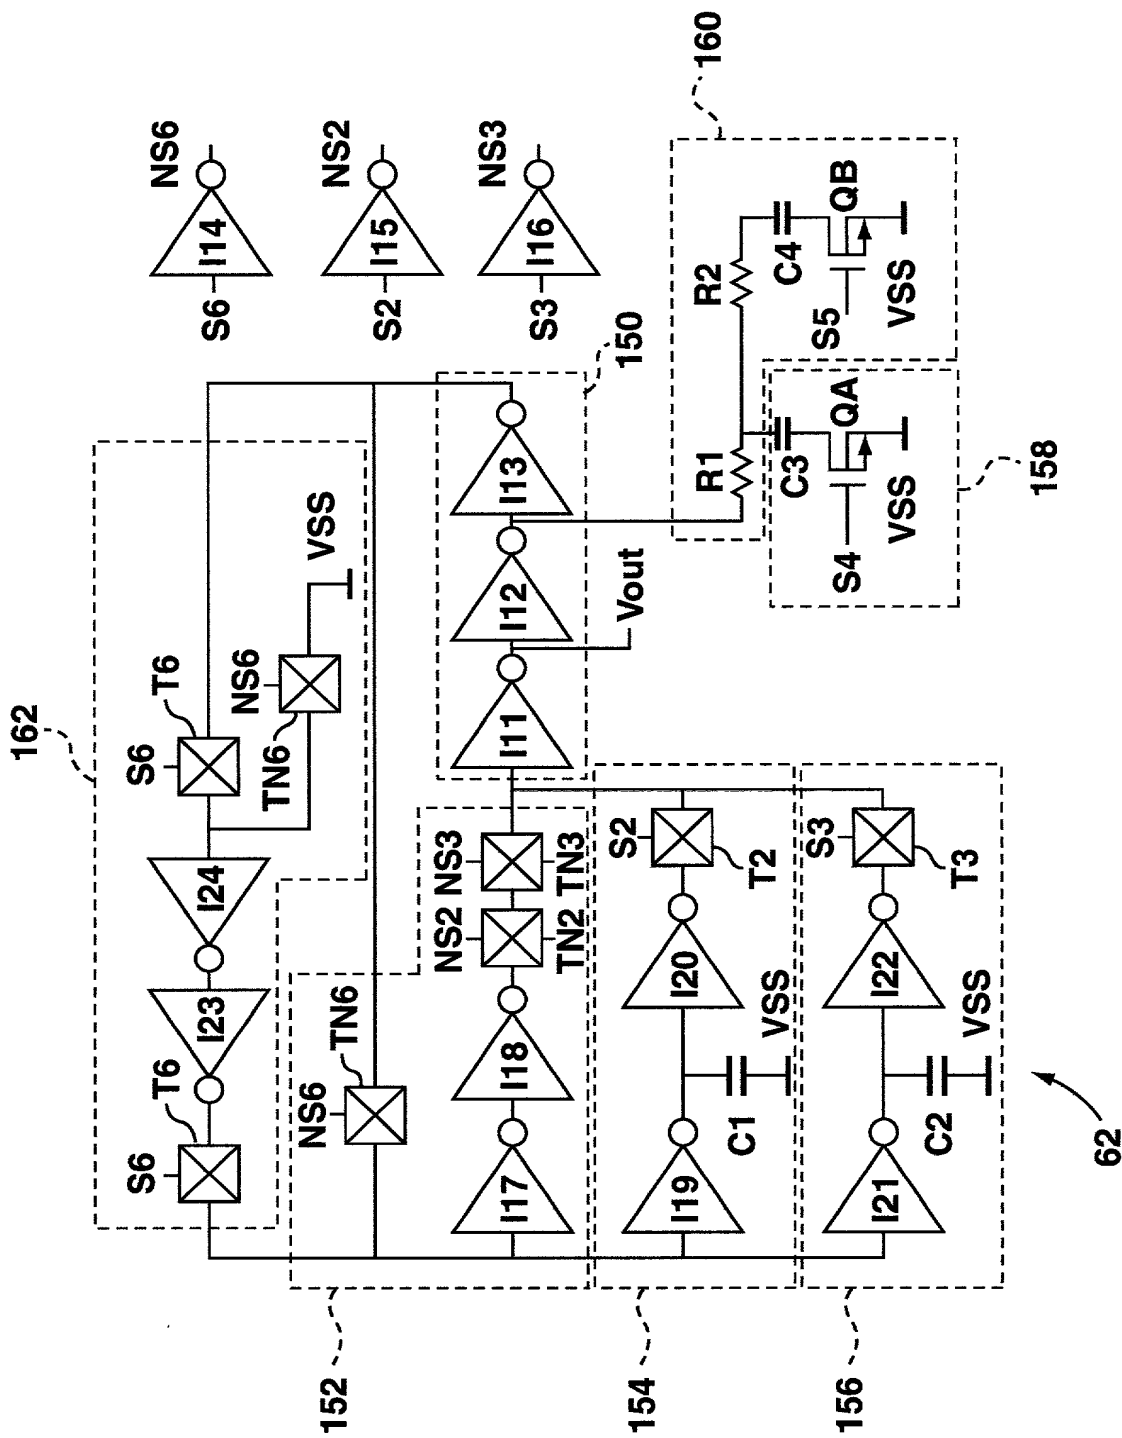 162
S6
T6
I23
I24
S6
T6
NS6
TN6
VSS
S6
I14
NS6
S2
I15
NS2
S3
I16
NS3
152
NS6
TN6
I17
I18
NS2
TN2
NS3
TN3
I11
I12
I13
150
Vout
154
I19
C1
VSS
I20
S2
T2
156
I21
C2
VSS
I22
S3
T3
R1
R2
160
C3
S4
QA
VSS
158
C4
S5
QB
VSS
62